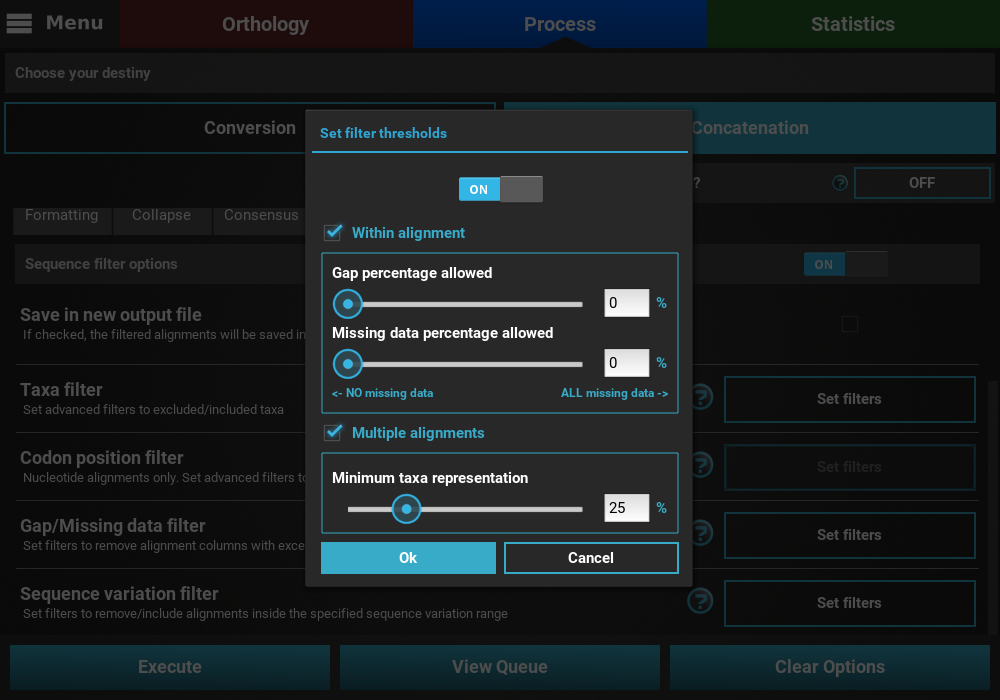 Menu
Orthology
Process
Statistics
Choose your destiny
Conversion
Concatenation
Set filter thresholds
?
?
OFF
ON
Formatting
Collapse
Consensus
Within alignment
Sequence filter options
ON
Gap percentage allowed
0 %
Save in new output file
If checked, the filtered alignments will be saved in
Missing data percentage allowed
0 %
<- NO missing data
ALL missing data ->
Taxa filter
Set advanced filters to excluded/included taxa
?
Set filters
Multiple alignments
Codon position filter
Nucleotide alignments only. Set advanced filters to
?
Set filters
Minimum taxa representation
25 %
Gap/Missing data filter
Set filters to remove alignment columns with exce
?
Set filters
Ok
Cancel
Sequence variation filter
Set filters to remove/include alignments inside the specified sequence variation range
?
Set filters
Execute
View Queue
Clear Options